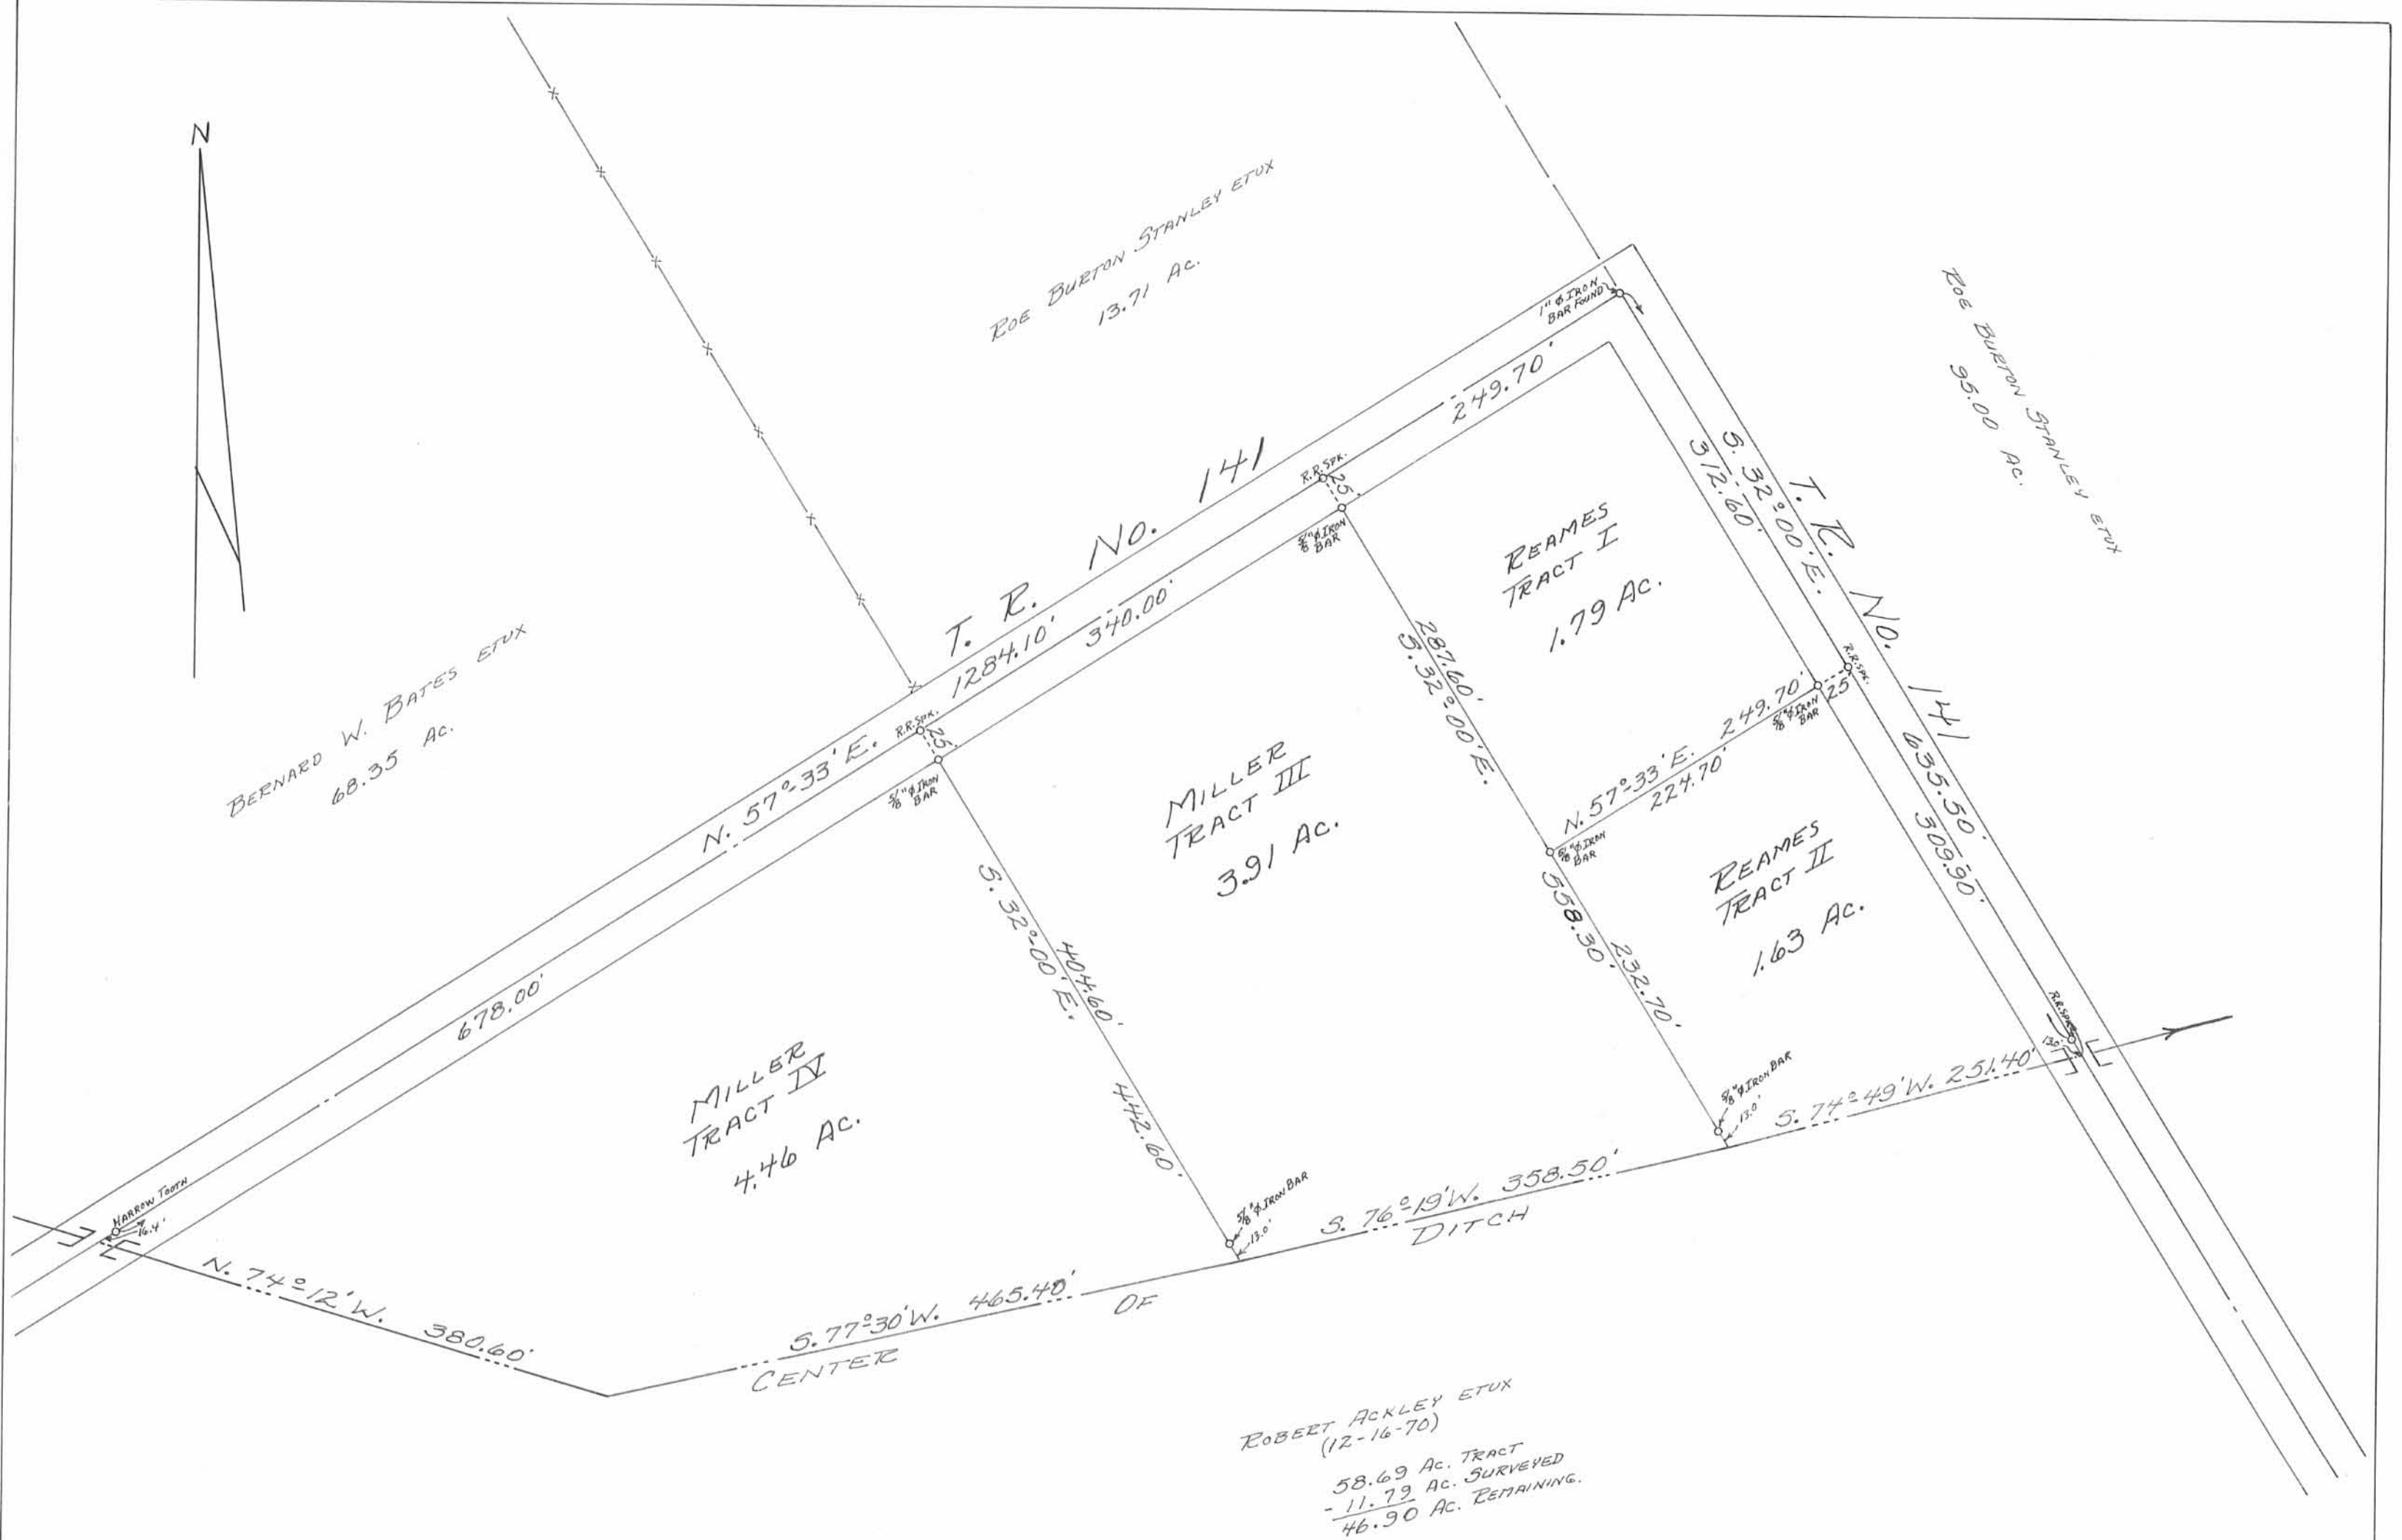 N
ROE BURTON STANLEY ETUX
13.71 AC.
ROE BURTON STANLEY ETUX
95.00 AC.
BERNARD W. BATES ETUX
68.35 AC.
1"⌀ IRON
BAR FOUND
T. R. No. 141
N. 57°-33'E. 1284.10'
249.70'
340.00'
678.00'
R.R. SPK.
25'
5/8"⌀ IRON
BAR
R.R. SPK.
25'
5/8"⌀ IRON
BAR
T. R. No. 141
S. 32°-00'E. 635.50'
312.60'
309.90'
R.R. SPK.
25'
5/8"⌀ IRON
BAR
REAMES
TRACT I
1.79 AC.
287.60'
S. 32°-00'E.
558.30'
232.70'
N. 57°-33'E. 249.70'
224.70'
5/8"⌀ IRON
BAR
REAMES
TRACT II
1.63 AC.
MILLER
TRACT III
3.91 AC.
S. 32°-00'E.
404.60'
442.60'
MILLER
TRACT IV
4.46 AC.
R.R. SPK.
13.0'
5/8"⌀ IRON BAR
13.0'
S. 74°-49'W. 251.40'
5/8"⌀ IRON BAR
13.0'
S. 76°-19'W. 358.50'
HARROW TOOTH
16.4'
N. 74°-12'W. 380.60'
S. 77°-30'W. 465.40'
CENTER OF DITCH
ROBERT ACKLEY ETUX
(12-16-70)
58.69 AC. TRACT
- 11.79 AC. SURVEYED
46.90 AC. REMAINING.